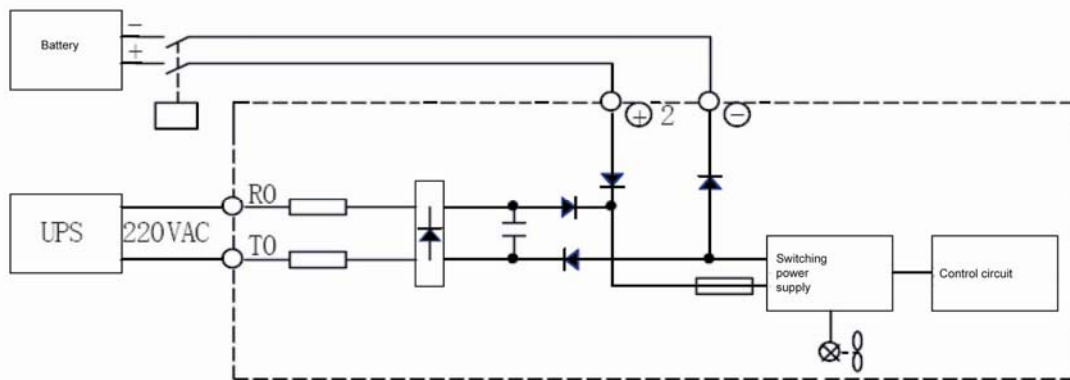 Battery
−
+
+ 2
−
R0
UPS
220VAC
T0
Switching
power
supply
Control circuit